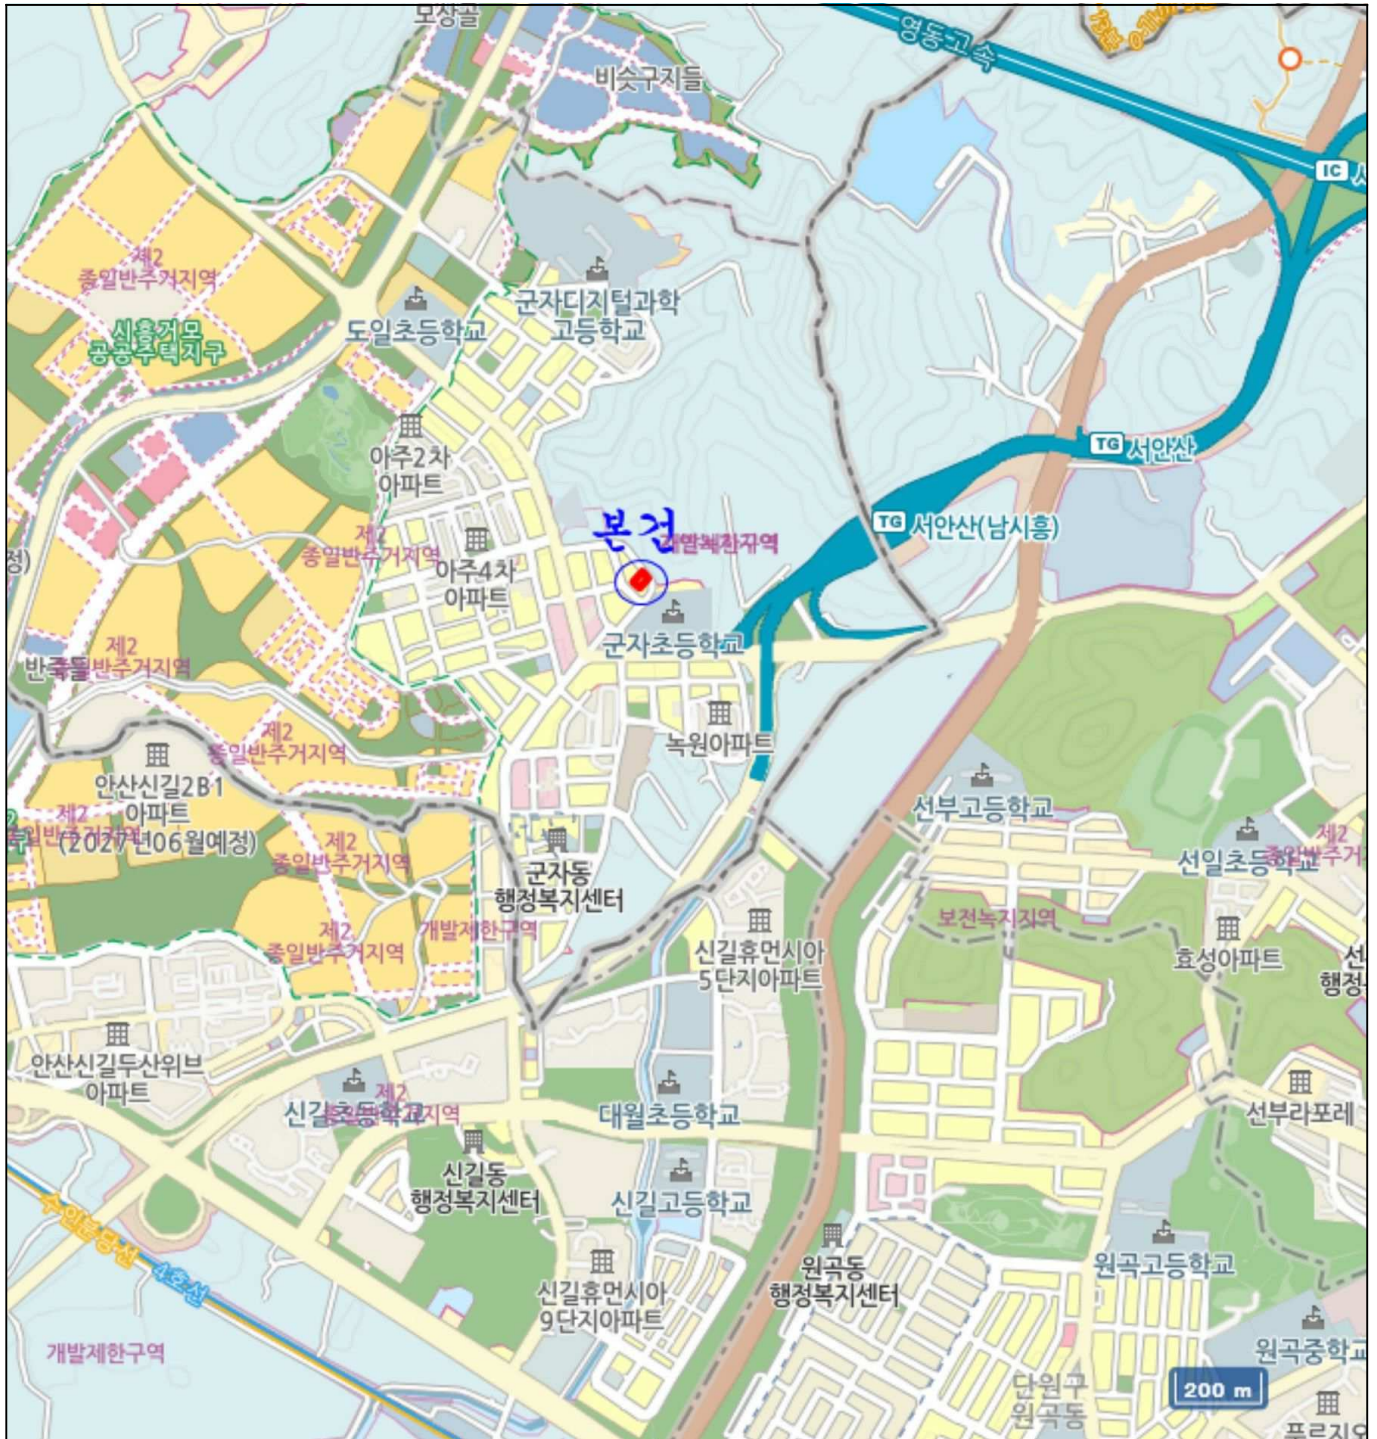 모상골
영동고속
비슷구지들
IC
제2
종일반주거지역
시흥거모
공공주택지구
도일초등학교
군자디지털과학
고등학교
아주2차
아파트
TG 서안산
TG 서안산(남시흥)
본건
제2
종일반주거지역
아주4차
아파트
정)
군자초등학교
제2
종일반주거지역
제2
종일반주거지역
녹원아파트
안산신길2B1
아파트
(2027년06월예정)
제2
제2
종일반주거지역
선부고등학교
선일초등학교
제2
군자동
행정복지센터
제2
종일반주거지역
개발제한구역
보전녹지지역
신길휴먼시아
5단지아파트
효성아파트
선
행정
안산신길두산위브
아파트
신길초등학교
제2
대월초등학교
선부라포레
신길동
행정복지센터
신길고등학교
수인분당선
4호선
원곡동
행정복지센터
원곡고등학교
신길휴먼시아
9단지아파트
개발제한구역
원곡중학교
단원구
원곡동
200 m
푸르지오